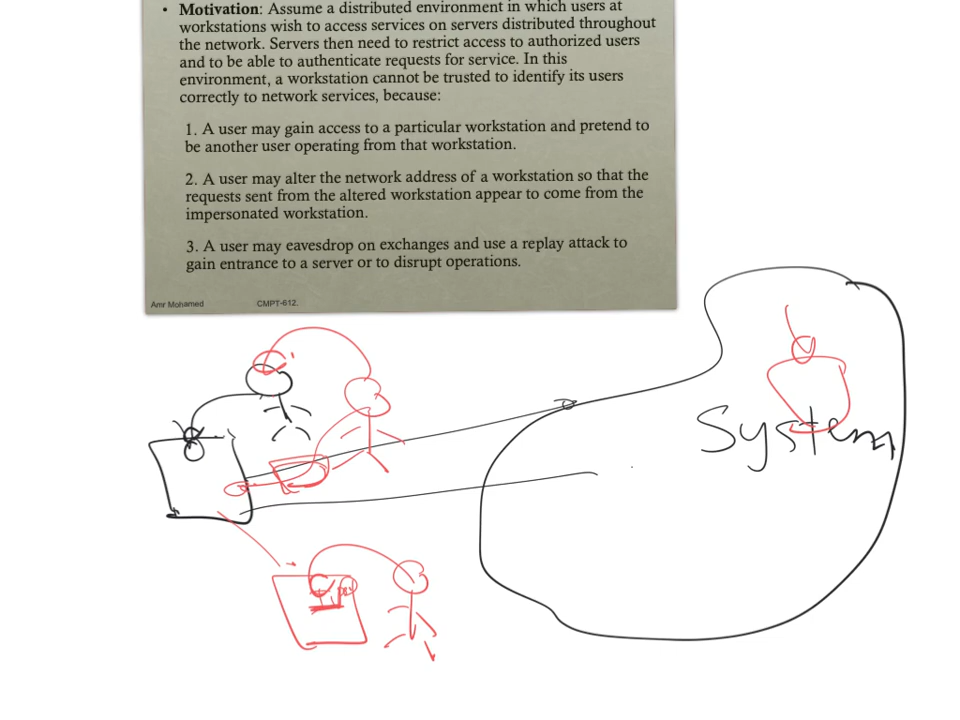 • Motivation: Assume a distributed environment in which users at
workstations wish to access services on servers distributed throughout
the network. Servers then need to restrict access to authorized users
and to be able to authenticate requests for service. In this
environment, a workstation cannot be trusted to identify its users
correctly to network services, because:
1. A user may gain access to a particular workstation and pretend to
be another user operating from that workstation.
2. A user may alter the network address of a workstation so that the
requests sent from the altered workstation appear to come from the
impersonated workstation.
3. A user may eavesdrop on exchanges and use a replay attack to
gain entrance to a server or to disrupt operations.
Amr Mohamed CMPT-612.
System